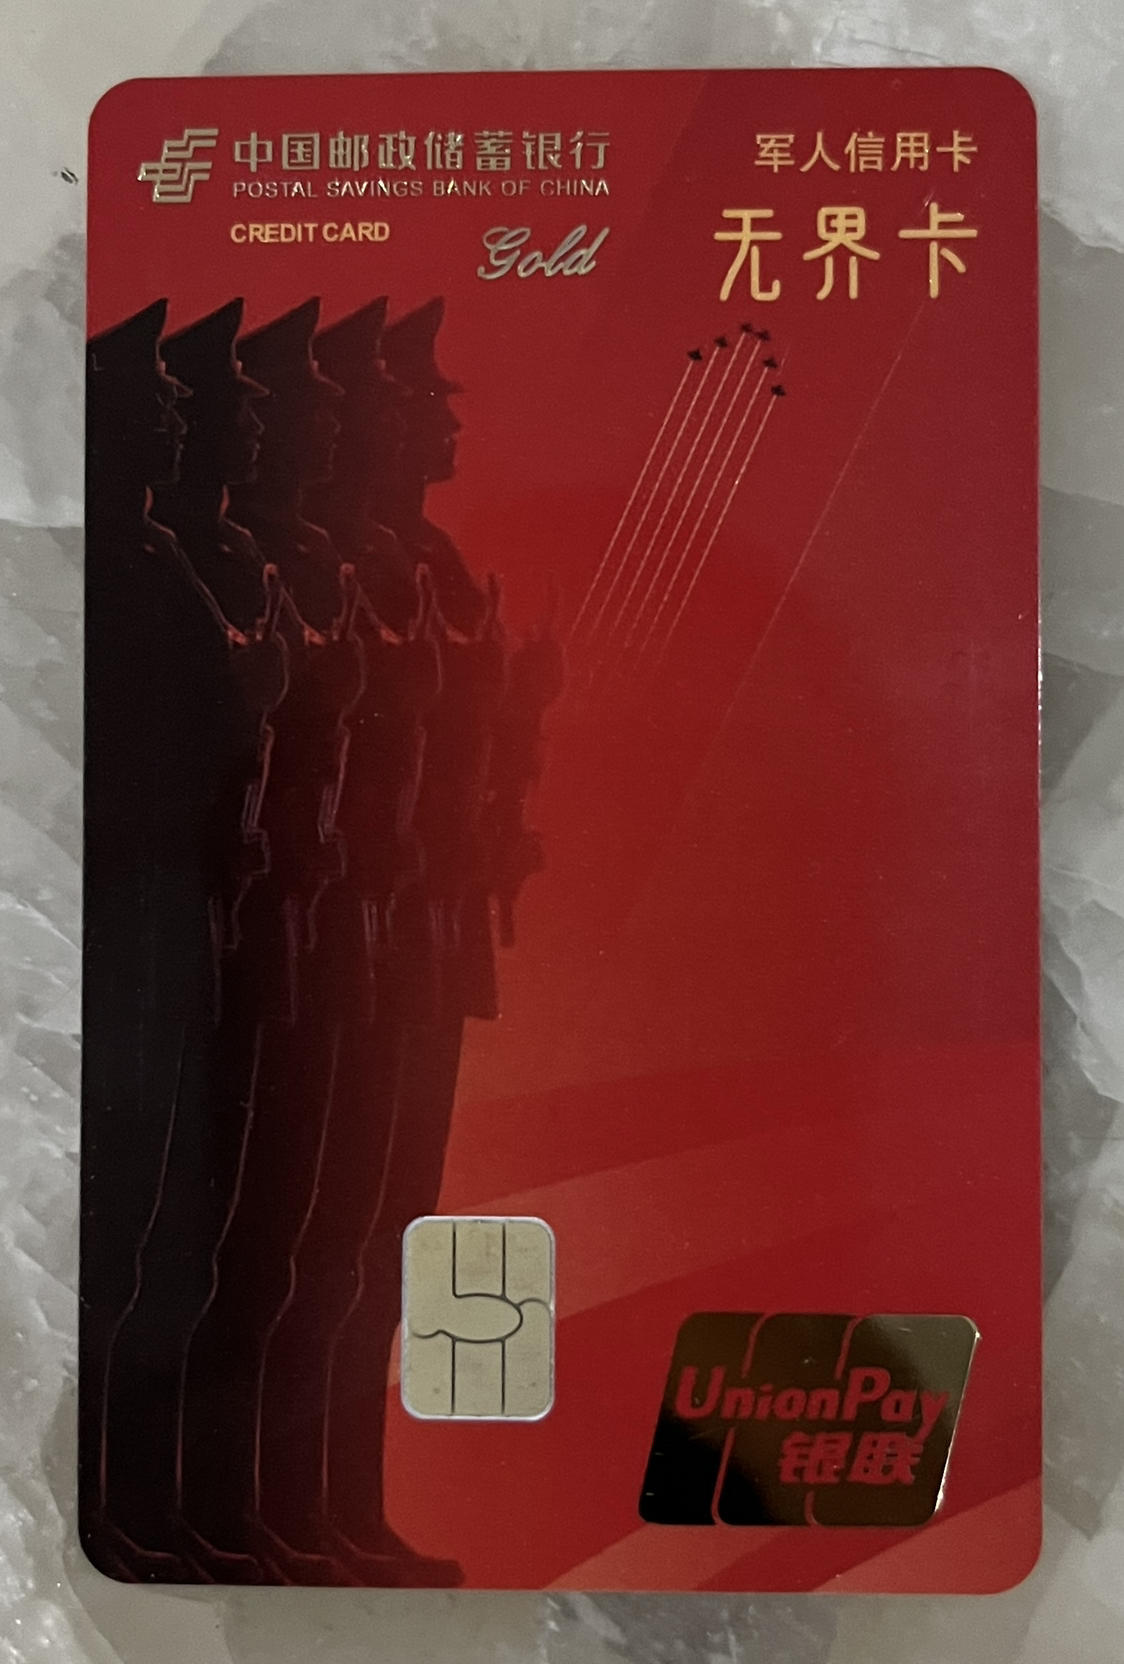 中国邮政储蓄银行
POSTAL SAVINGS BANK OF CHINA
CREDIT CARD
Gold
军人信用卡
无界卡
UnionPay
银联